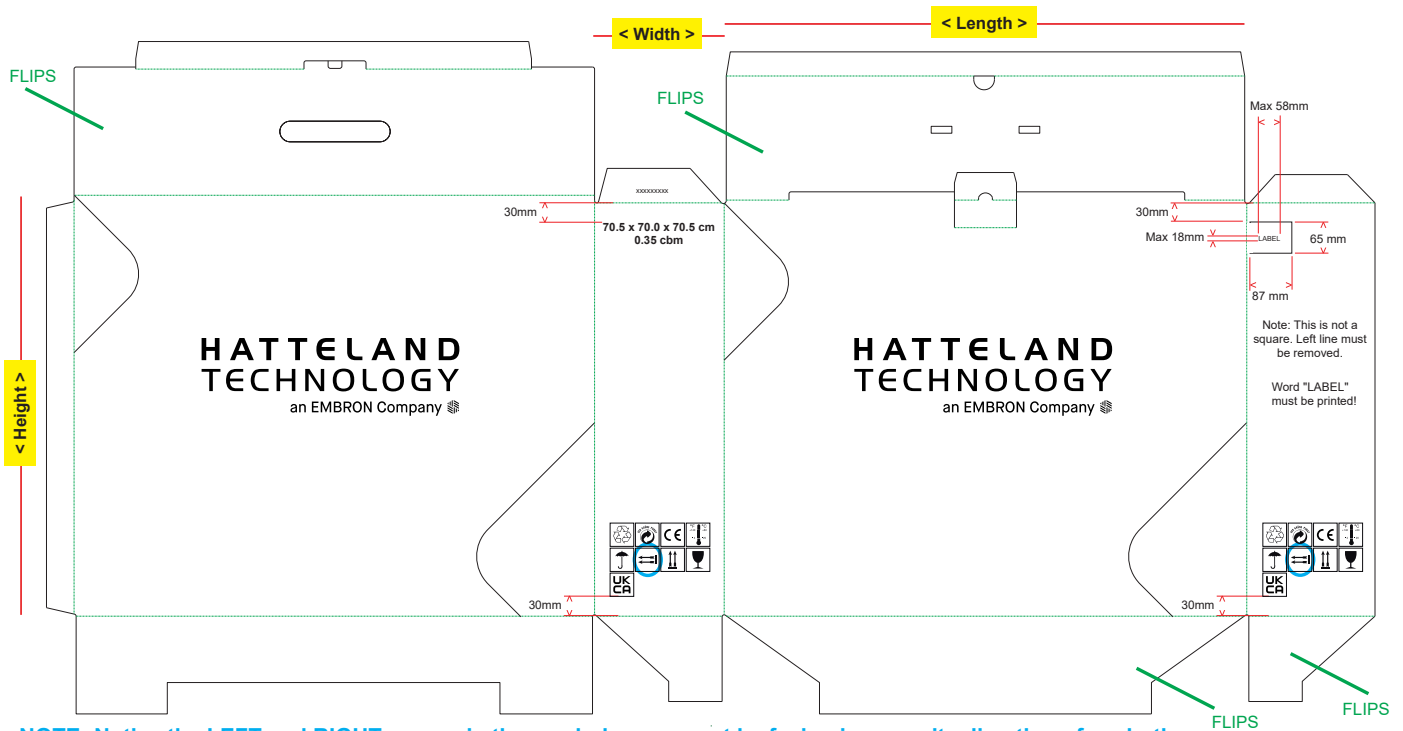 < Width >
< Length >
FLIPS
FLIPS
Max 58mm
xxxxxxxxx
30mm
70.5 x 70.0 x 70.5 cm
0.35 cbm
30mm
Max 18mm
LABEL
65 mm
87 mm
Note: This is not a
square. Left line must
be removed.
Word "LABEL"
must be printed!
< Height >
HATTELAND
TECHNOLOGY
an EMBRON Company
HATTELAND
TECHNOLOGY
an EMBRON Company
CE
UK
CA
CE
UK
CA
30mm
30mm
FLIPS
FLIPS